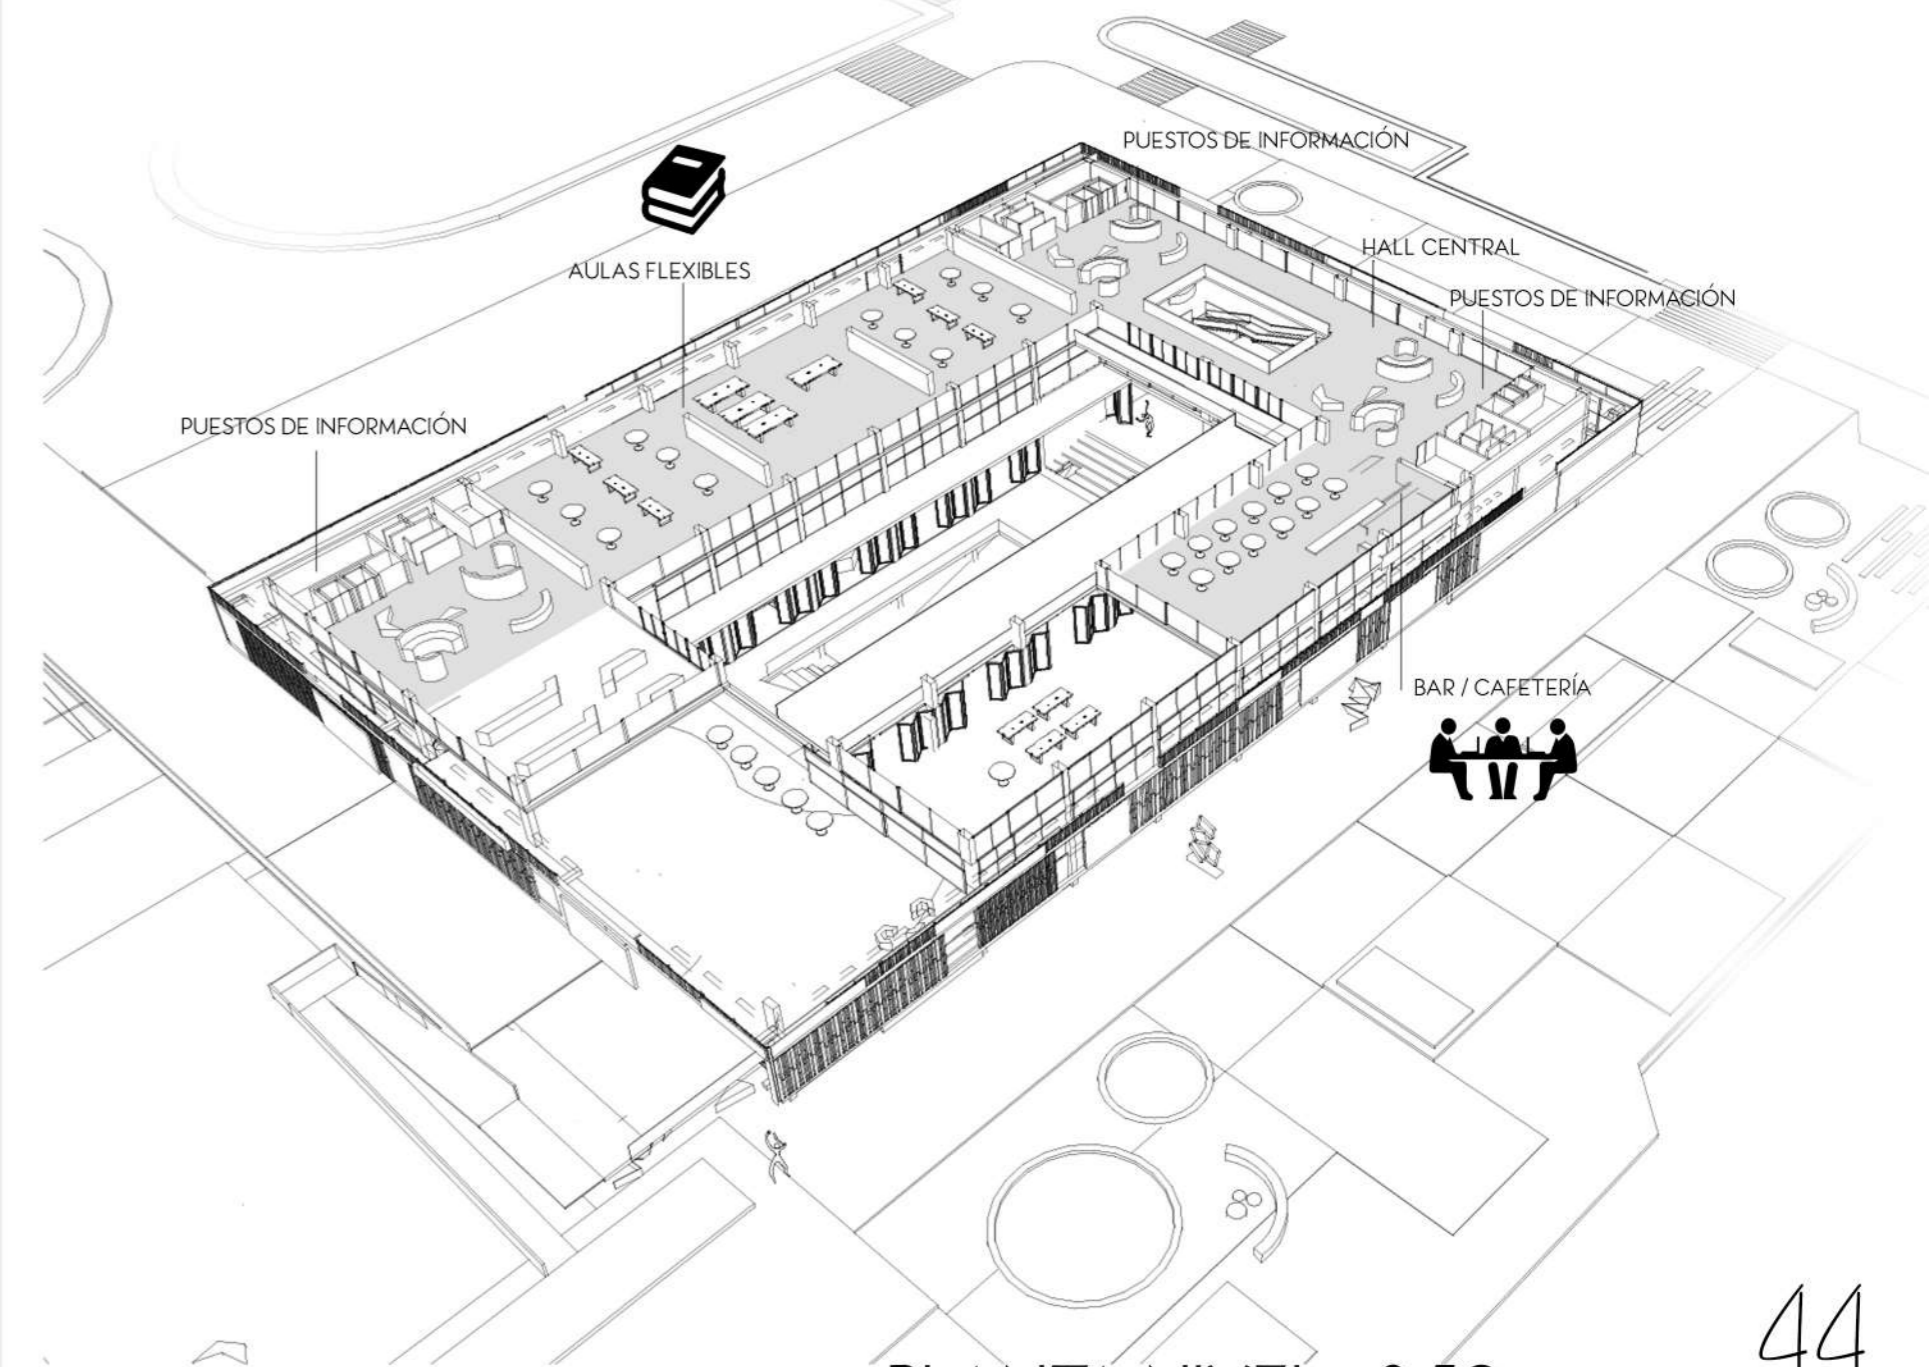 PUESTOS DE INFORMACIÓN
HALL CENTRAL
AULAS FLEXIBLES
PUESTOS DE INFORMACIÓN
PUESTOS DE INFORMACIÓN
BAR / CAFETERÍA
44